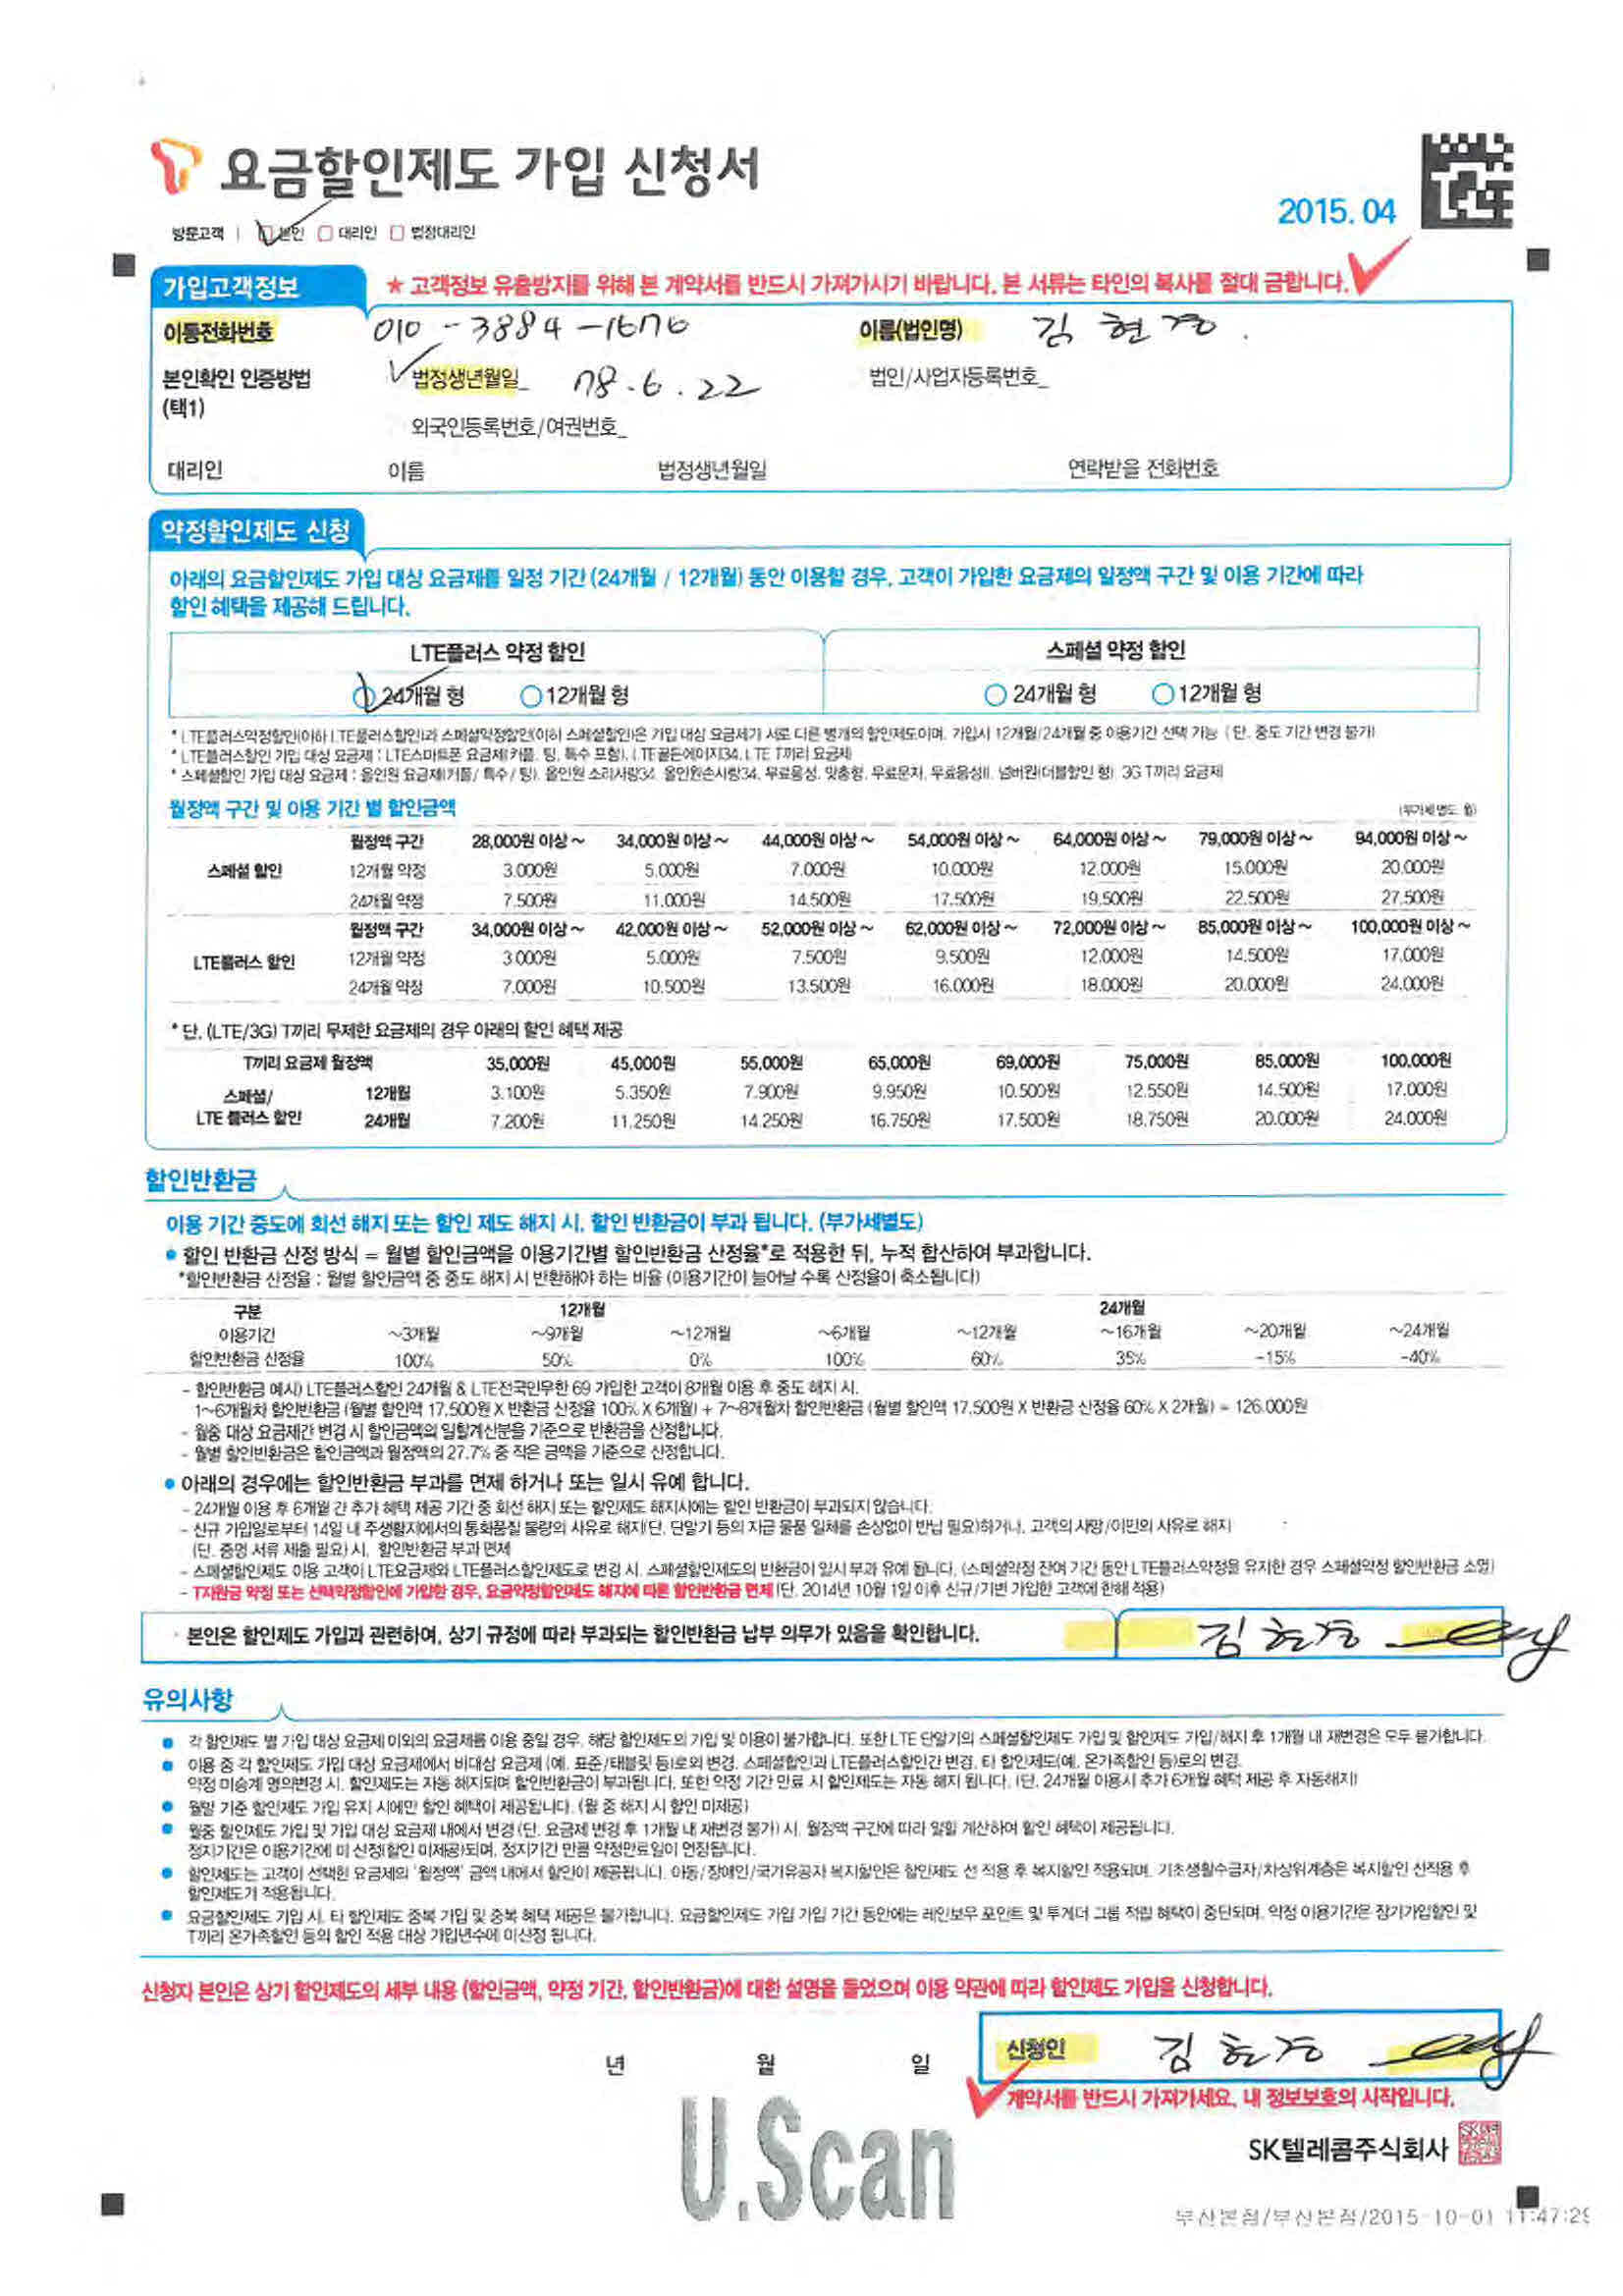 요금할인제도 가입 신청서
2015. 04
방문고객 | 본인 대리인 법정대리인
가입고객정보
★ 고객정보 유출방지를 위해 본 계약서를 반드시 가져가시기 바랍니다. 본 서류는 타인의 복사를 절대 금합니다.
이동전화번호 010 - 3884 - 1676 이름(법인명) 김현경.
본인확인 인증방법 법정생년월일_ 78. 6. 22 법인/사업자등록번호_
(택1)
외국인등록번호/여권번호_
대리인 이름 법정생년월일 연락받을 전화번호
약정할인제도 신청
아래의 요금할인제도 가입 대상 요금제를 일정 기간 (24개월 / 12개월) 동안 이용할 경우, 고객이 가입한 요금제의 일정액 구간 및 이용 기간에 따라
할인 혜택을 제공해 드립니다.
LTE플러스 약정 할인 스페셜 약정 할인
24개월 형 12개월 형 24개월 형 12개월 형
* LTE플러스약정할인(이하 LTE플러스할인)과 스페셜약정할인(이하 스페셜할인)은 가입 대상 요금제가 서로 다른 별개의 할인제도이며, 가입시 12개월/24개월 중 이용기간 선택 가능 (단, 중도 기간 변경 불가)
* LTE플러스할인 가입 대상 요금제 : LTE스마트폰 요금제(커플, 팅, 특수 포함), LTE골든에이지34, LTE T끼리 요금제
* 스페셜할인 가입 대상 요금제 : 올인원 요금제(커플/ 특수 / 팅), 올인원 소리사랑34, 올인원손사랑34, 무료음성, 맞춤형, 무료문자, 무료음성II, 넘버원(더블할인 형), 3G T끼리 요금제
월정액 구간 및 이용 기간 별 할인금액
(부가세 별도, 월)
월정액 구간 28,000원 이상~ 34,000원 이상~ 44,000원 이상~ 54,000원 이상~ 64,000원 이상~ 79,000원 이상~ 94,000원 이상~
스페셜 할인 12개월 약정 3,000원 5,000원 7,000원 10,000원 12,000원 15,000원 20,000원
24개월 약정 7,500원 11,000원 14,500원 17,500원 19,500원 22,500원 27,500원
월정액 구간 34,000원 이상~ 42,000원 이상~ 52,000원 이상~ 62,000원 이상~ 72,000원 이상~ 85,000원 이상~ 100,000원 이상~
LTE플러스 할인 12개월 약정 3,000원 5,000원 7,500원 9,500원 12,000원 14,500원 17,000원
24개월 약정 7,000원 10,500원 13,500원 16,000원 18,000원 20,000원 24,000원
* 단, (LTE/3G) T끼리 무제한 요금제의 경우 아래의 할인 혜택 제공
T끼리 요금제 월정액 35,000원 45,000원 55,000원 65,000원 69,000원 75,000원 85,000원 100,000원
스페셜/ 12개월 3,100원 5,350원 7,900원 9,950원 10,500원 12,550원 14,500원 17,000원
LTE 플러스 할인 24개월 7,200원 11,250원 14,250원 16,750원 17,500원 18,750원 20,000원 24,000원
할인반환금
이용 기간 중도에 회선 해지 또는 할인 제도 해지 시, 할인 반환금이 부과 됩니다. (부가세별도)
● 할인 반환금 산정 방식 = 월별 할인금액을 이용기간별 할인반환금 산정율*로 적용한 뒤, 누적 합산하여 부과합니다.
*할인반환금 산정율 : 월별 할인금액 중 중도 해지 시 반환해야 하는 비율 (이용기간이 늘어날 수록 산정율이 축소됩니다)
구분 12개월 24개월
이용기간 ~3개월 ~9개월 ~12개월 ~6개월 ~12개월 ~16개월 ~20개월 ~24개월
할인반환금 산정율 100% 50% 0% 100% 60% 35% -15% -40%
- 할인반환금 예시) LTE플러스할인 24개월 & LTE전국민무한 69 가입한 고객이 8개월 이용 후 중도 해지 시.
1~6개월차 할인반환금 (월별 할인액 17,500원 X 반환금 산정율 100% X 6개월) + 7~8개월차 할인반환금 (월별 할인액 17,500원 X 반환금 산정율 60% X 2개월) = 126,000원
- 월중 대상 요금제간 변경 시 할인금액의 일할계산분을 기준으로 반환금을 산정합니다.
- 월별 할인반환금은 할인금액과 월정액의 27.7% 중 작은 금액을 기준으로 산정합니다.
● 아래의 경우에는 할인반환금 부과를 면제 하거나 또는 일시 유예 합니다.
- 24개월 이용 후 6개월 간 추가 혜택 제공 기간 중 회선 해지 또는 할인제도 해지시에는 할인 반환금이 부과되지 않습니다.
- 신규 가입일로부터 14일 내 주생활지에서의 통화품질 불량의 사유로 해지(단, 단말기 등의 지급 물품 일체를 손상없이 반납 필요)하거나, 고객의 사망/이민의 사유로 해지
(단, 증명 서류 제출 필요) 시, 할인반환금 부과 면제
- 스페셜할인제도 이용 고객이 LTE요금제와 LTE플러스할인제도로 변경 시, 스페셜할인제도의 반환금이 일시 부과 유예 됩니다. (스페셜약정 잔여 기간 동안 LTE플러스약정을 유지한 경우 스페셜약정 할인반환금 소멸)
- T지원금 약정 또는 선택약정할인에 가입한 경우, 요금약정할인제도 해지에 따른 할인반환금 면제 (단, 2014년 10월 1일 이후 신규/기변 가입한 고객에 한해 적용)
본인은 할인제도 가입과 관련하여, 상기 규정에 따라 부과되는 할인반환금 납부 의무가 있음을 확인합니다. 김현경
유의사항
● 각 할인제도 별 가입 대상 요금제 이외의 요금제를 이용 중일 경우, 해당 할인제도의 가입 및 이용이 불가합니다. 또한 LTE 단말기의 스페셜할인제도 가입 및 할인제도 가입/해지 후 1개월 내 재변경은 모두 불가합니다.
● 이용 중 각 할인제도 가입 대상 요금제에서 비대상 요금제 (예. 표준/태블릿 등)로의 변경, 스페셜할인과 LTE플러스할인간 변경, 타 할인제도(예. 온가족할인 등)로의 변경,
약정 미승계 명의변경 시, 할인제도는 자동 해지되며 할인반환금이 부과됩니다. 또한 약정 기간 만료 시 할인제도는 자동 해지 됩니다. (단, 24개월 이용시 추가 6개월 혜택 제공 후 자동해지)
● 월말 기준 할인제도 가입 유지 시에만 할인 혜택이 제공됩니다. (월 중 해지 시 할인 미제공)
● 월중 할인제도 가입 및 가입 대상 요금제 내에서 변경 (단, 요금제 변경 후 1개월 내 재변경 불가) 시, 월정액 구간에 따라 일할 계산하여 할인 혜택이 제공됩니다.
정지기간은 이용기간에 미 산정(할인 미제공)되며, 정지기간 만큼 약정만료일이 연장됩니다.
● 할인제도는 고객이 선택한 요금제의 '월정액' 금액 내에서 할인이 제공됩니다. 아동/장애인/국가유공자 복지할인은 할인제도 선 적용 후 복지할인 적용되며, 기초생활수급자/차상위계층은 복지할인 선적용 후
할인제도가 적용됩니다.
● 요금할인제도 가입 시, 타 할인제도 중복 가입 및 중복 혜택 제공은 불가합니다. 요금할인제도 가입 가입 기간 동안에는 레인보우 포인트 및 투게더 그룹 적립 혜택이 중단되며, 약정 이용기간은 장기가입할인 및
T끼리 온가족할인 등의 할인 적용 대상 가입년수에 미산정 됩니다.
신청자 본인은 상기 할인제도의 세부 내용 (할인금액, 약정 기간, 할인반환금)에 대한 설명을 들었으며 이용 약관에 따라 할인제도 가입을 신청합니다.
년 월 일 신청인 김현경
계약서를 반드시 가져가세요. 내 정보보호의 시작입니다.
U.Scan
SK텔레콤주식회사
부산본점/부산본점/2015-10-01 11:47:29